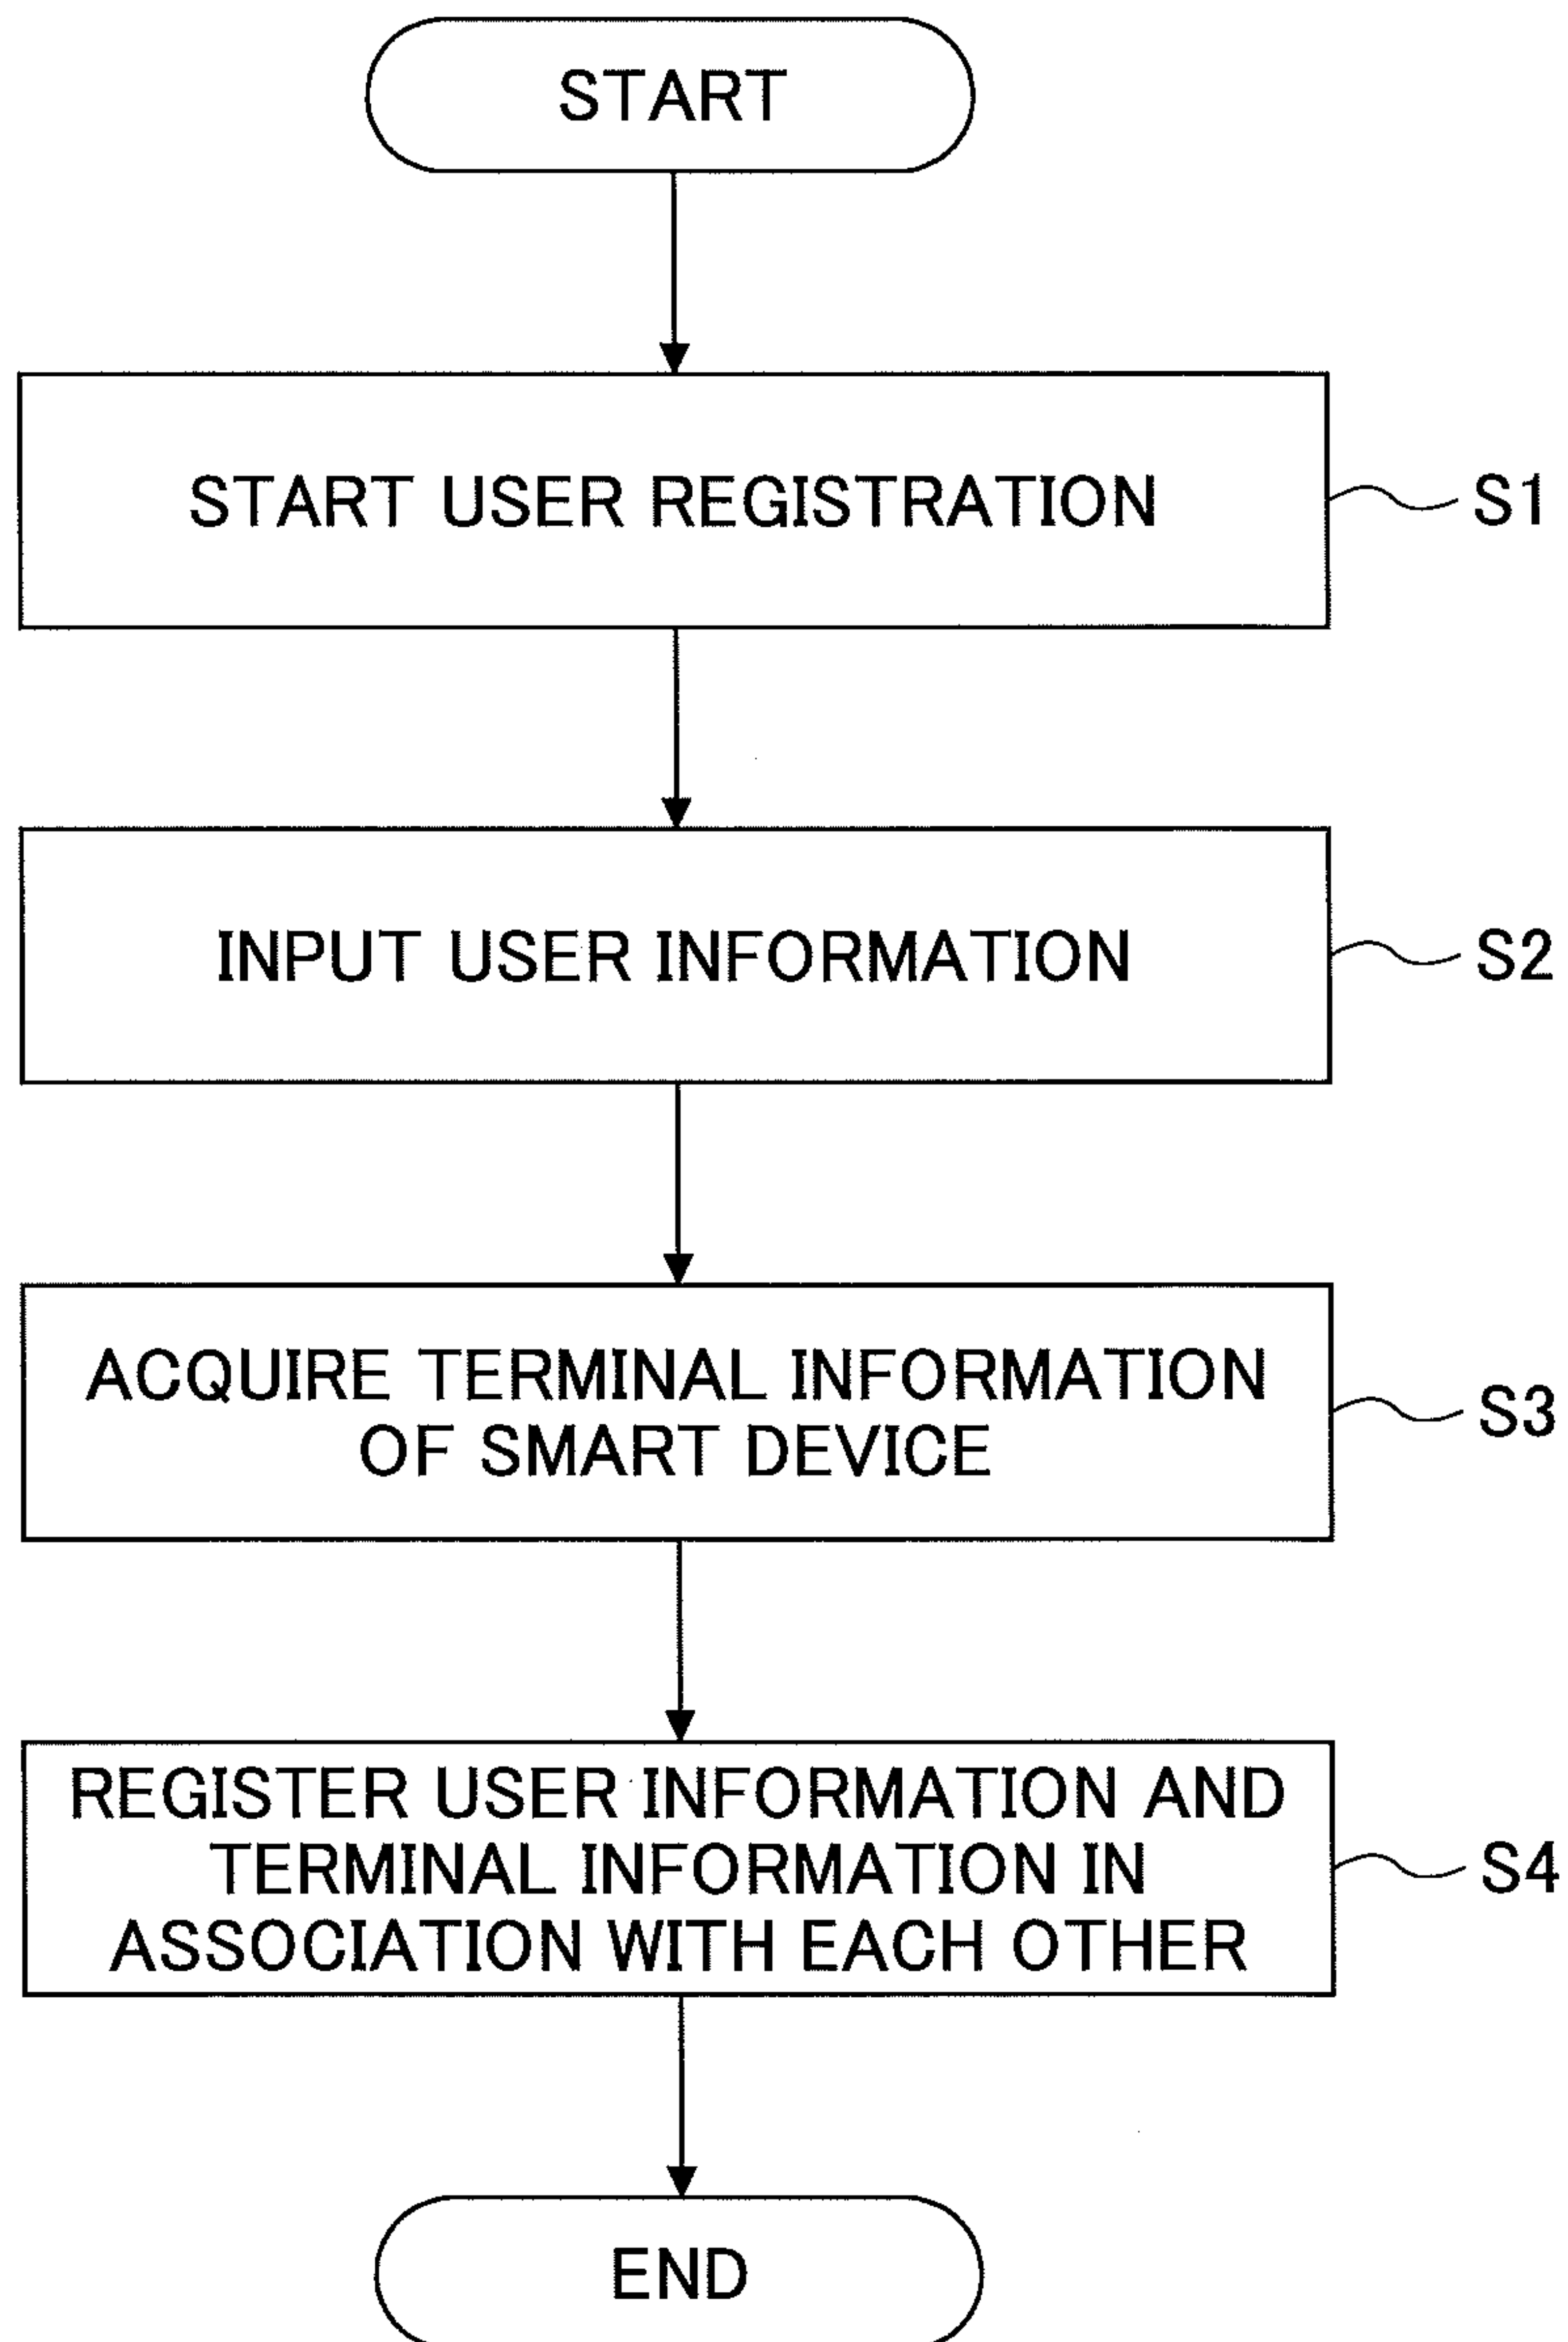 START
START USER REGISTRATION
S1
INPUT USER INFORMATION
S2
ACQUIRE TERMINAL INFORMATION
OF SMART DEVICE
S3
REGISTER USER INFORMATION AND
TERMINAL INFORMATION IN
ASSOCIATION WITH EACH OTHER
S4
END